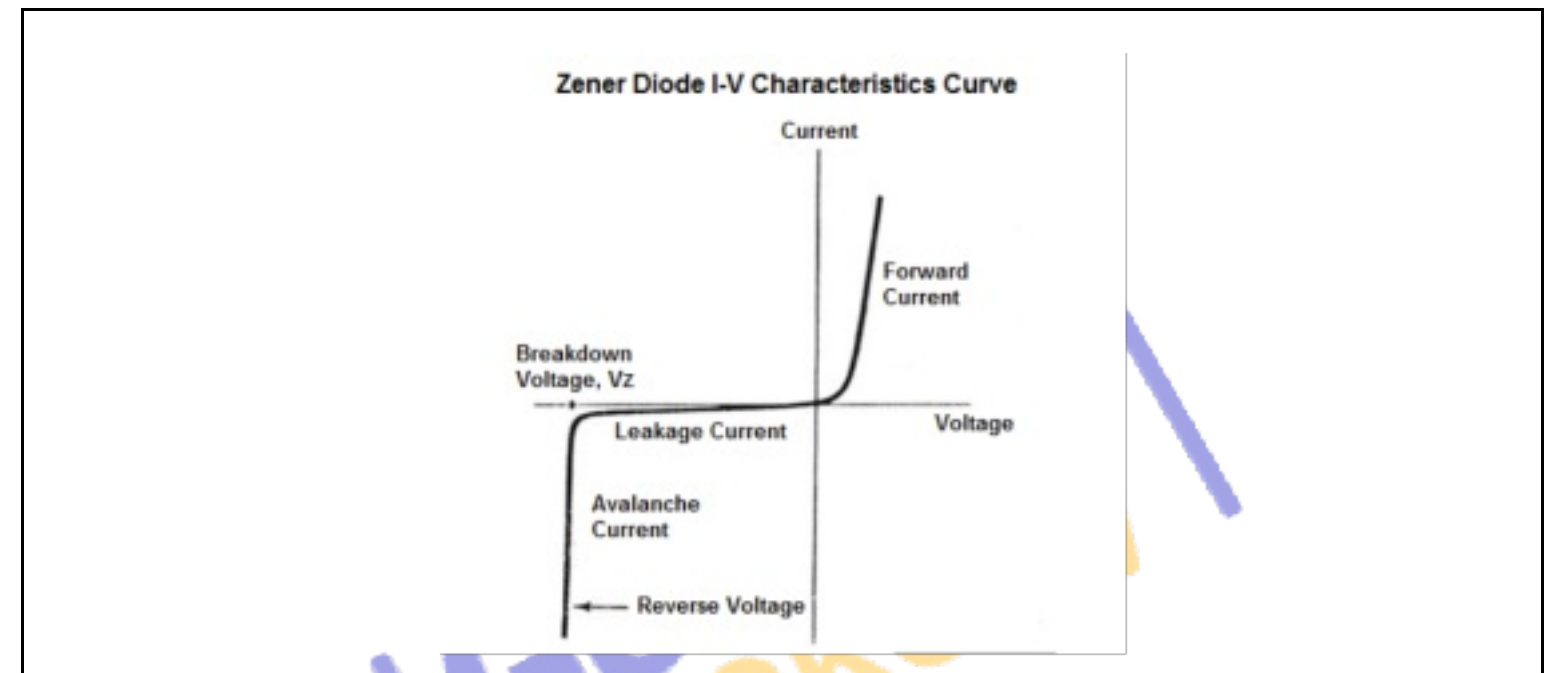 Zener Diode I-V Characteristics Curve
Current
Forward
Current
Breakdown
Voltage, Vz
Voltage
Leakage Current
Avalanche
Current
Reverse Voltage